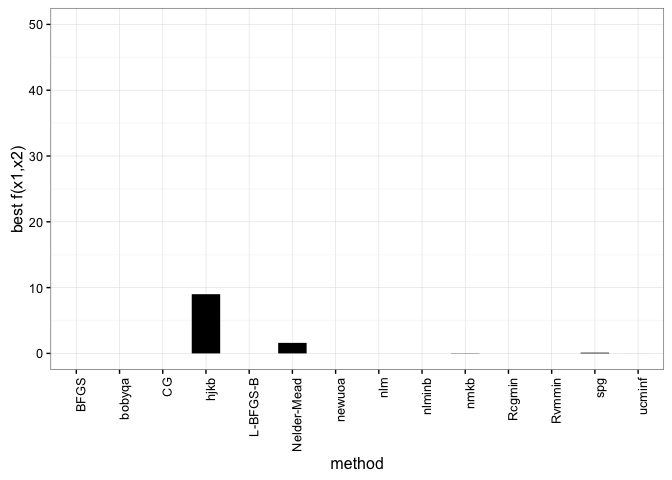 50
40
30
20
10
0
best f(x1,x2)
BFGS
bobyqa
CG
hjkb
L-BFGS-B
Nelder-Mead
newuoa
nlm
nlminb
nmkb
Rcgmin
Rvmmin
spg
ucminf
method